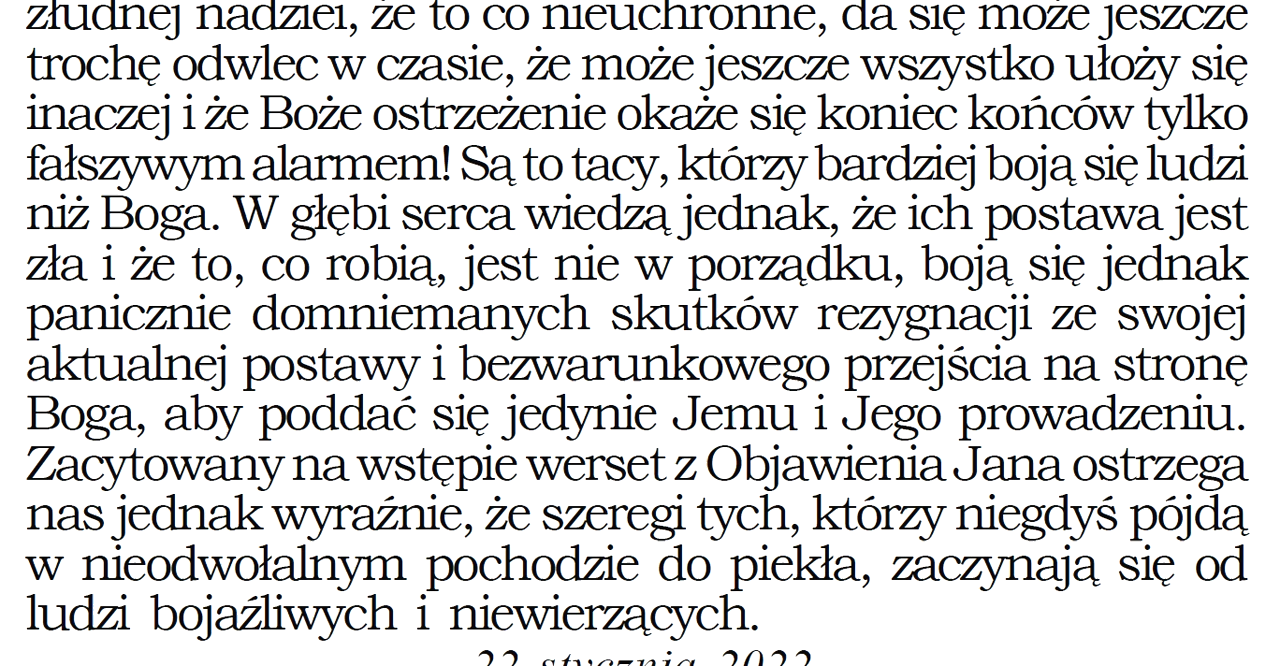 złudnej nadziei, że to co nieuchronne, da się może jeszcze
trochę odwlec w czasie, że może jeszcze wszystko ułoży się
inaczej i że Boże ostrzeżenie okaże się koniec końców tylko
fałszywym alarmem! Są to tacy, którzy bardziej boją się ludzi
niż Boga. W głębi serca wiedzą jednak, że ich postawa jest
zła i że to, co robią, jest nie w porządku, boją się jednak
panicznie domniemanych skutków rezygnacji ze swojej
aktualnej postawy i bezwarunkowego przejścia na stronę
Boga, aby poddać się jedynie Jemu i Jego prowadzeniu.
Zacytowany na wstępie werset z Objawienia Jana ostrzega
nas jednak wyraźnie, że szeregi tych, którzy niegdyś pójdą
w nieodwołalnym pochodzie do piekła, zaczynają się od
ludzi bojaźliwych i niewierzących.
22 stycznia 2022